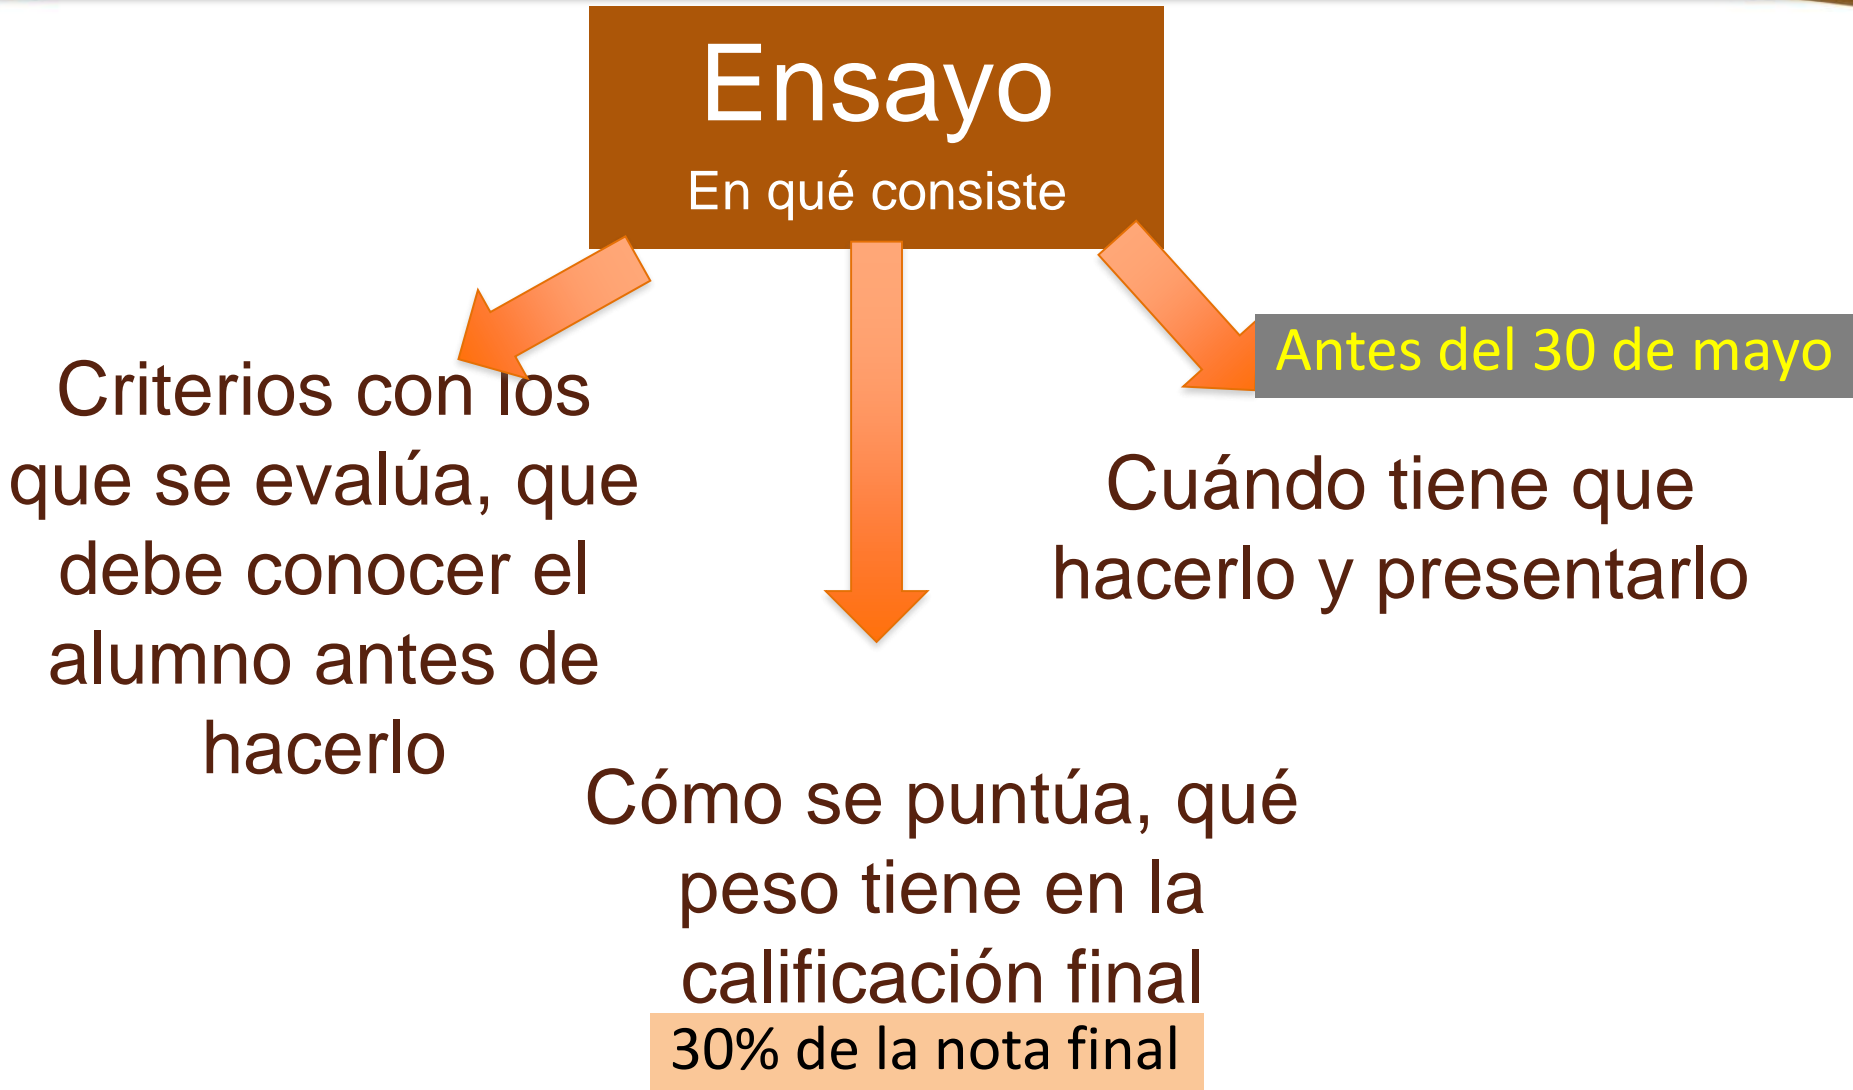 Ensayo
En qué consiste
Criterios con los
que se evalúa, que
debe conocer el
alumno antes de
hacerlo
Antes del 30 de mayo
Cuándo tiene que
hacerlo y presentarlo
Cómo se puntúa, qué
peso tiene en la
calificación final
30% de la nota final